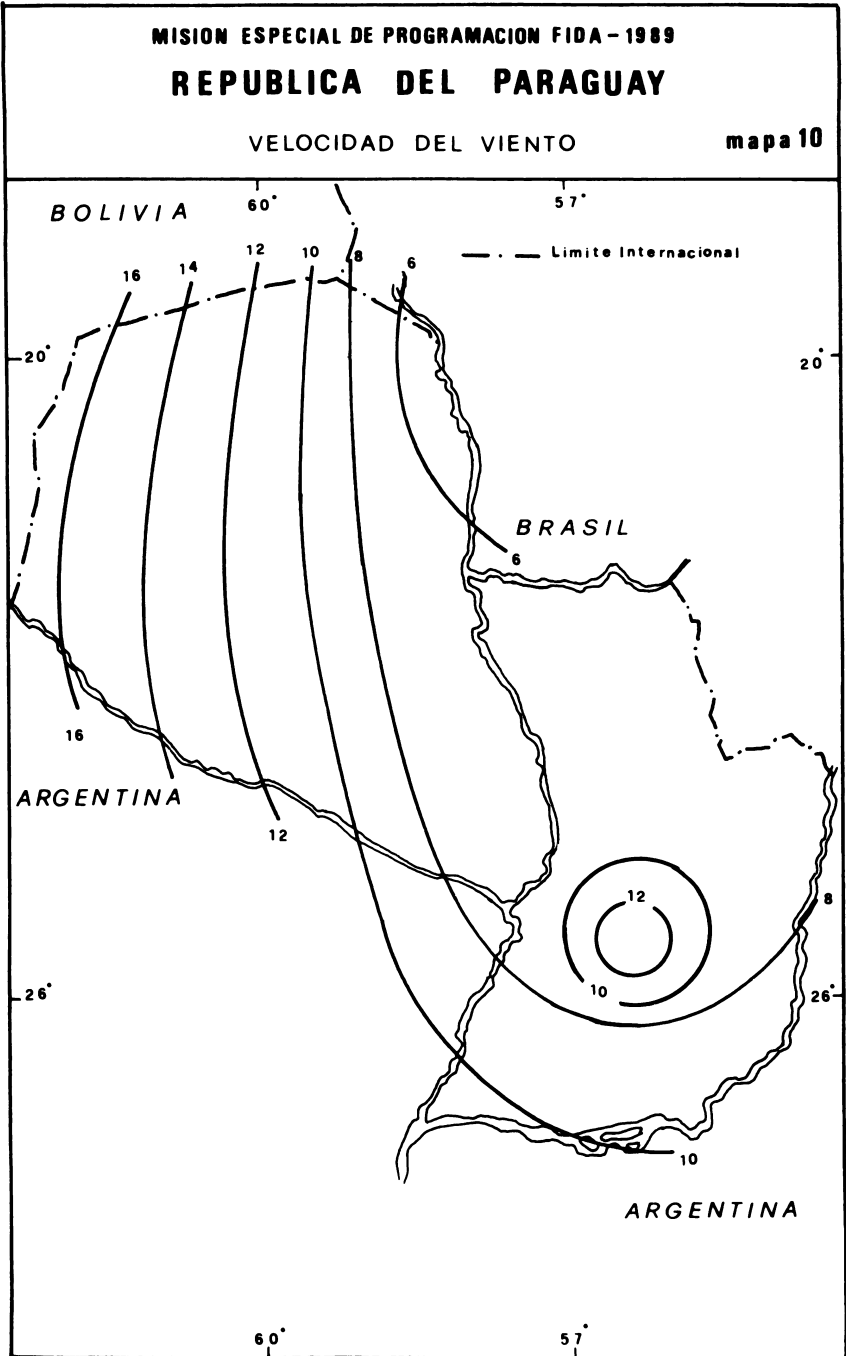 MISION ESPECIAL DE PROGRAMACION FIDA - 1989
REPUBLICA DEL PARAGUAY
VELOCIDAD DEL VIENTO mapa 10
BOLIVIA 60° 57°
Limite Internacional
16 14 12 10 8 6
20° 20°
BRASIL
6
16
ARGENTINA
12
12 8
10
26° 26°
10
ARGENTINA
60° 57°